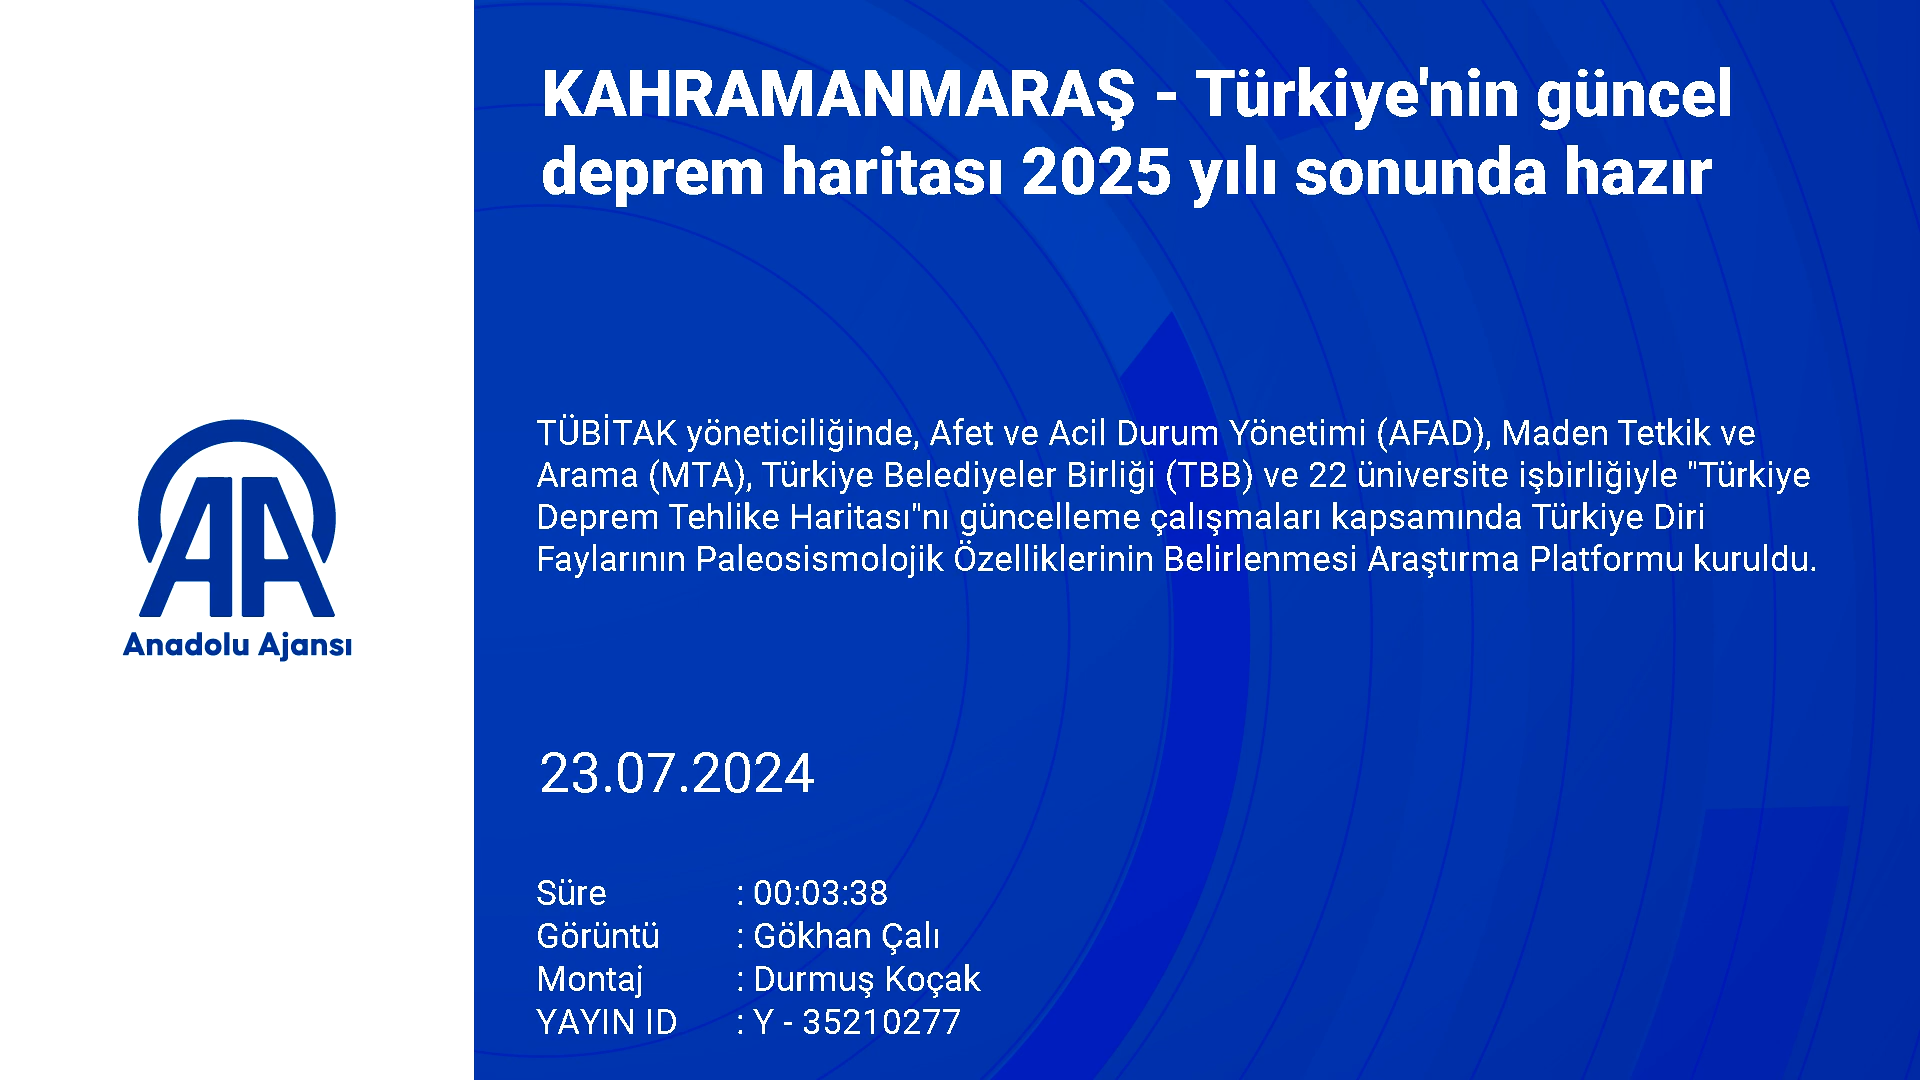 KAHRAMANMARAŞ - Türkiye'nin güncel
deprem haritası 2025 yılı sonunda hazır
TÜBİTAK yöneticiliğinde, Afet ve Acil Durum Yönetimi (AFAD), Maden Tetkik ve
Arama (MTA), Türkiye Belediyeler Birliği (TBB) ve 22 üniversite işbirliğiyle "Türkiye
Deprem Tehlike Haritası"nı güncelleme çalışmaları kapsamında Türkiye Diri
Faylarının Paleosismolojik Özelliklerinin Belirlenmesi Araştırma Platformu kuruldu.
AA
Anadolu Ajansı
23.07.2024
Süre : 00:03:38
Görüntü : Gökhan Çalı
Montaj : Durmuş Koçak
YAYIN ID : Y - 35210277